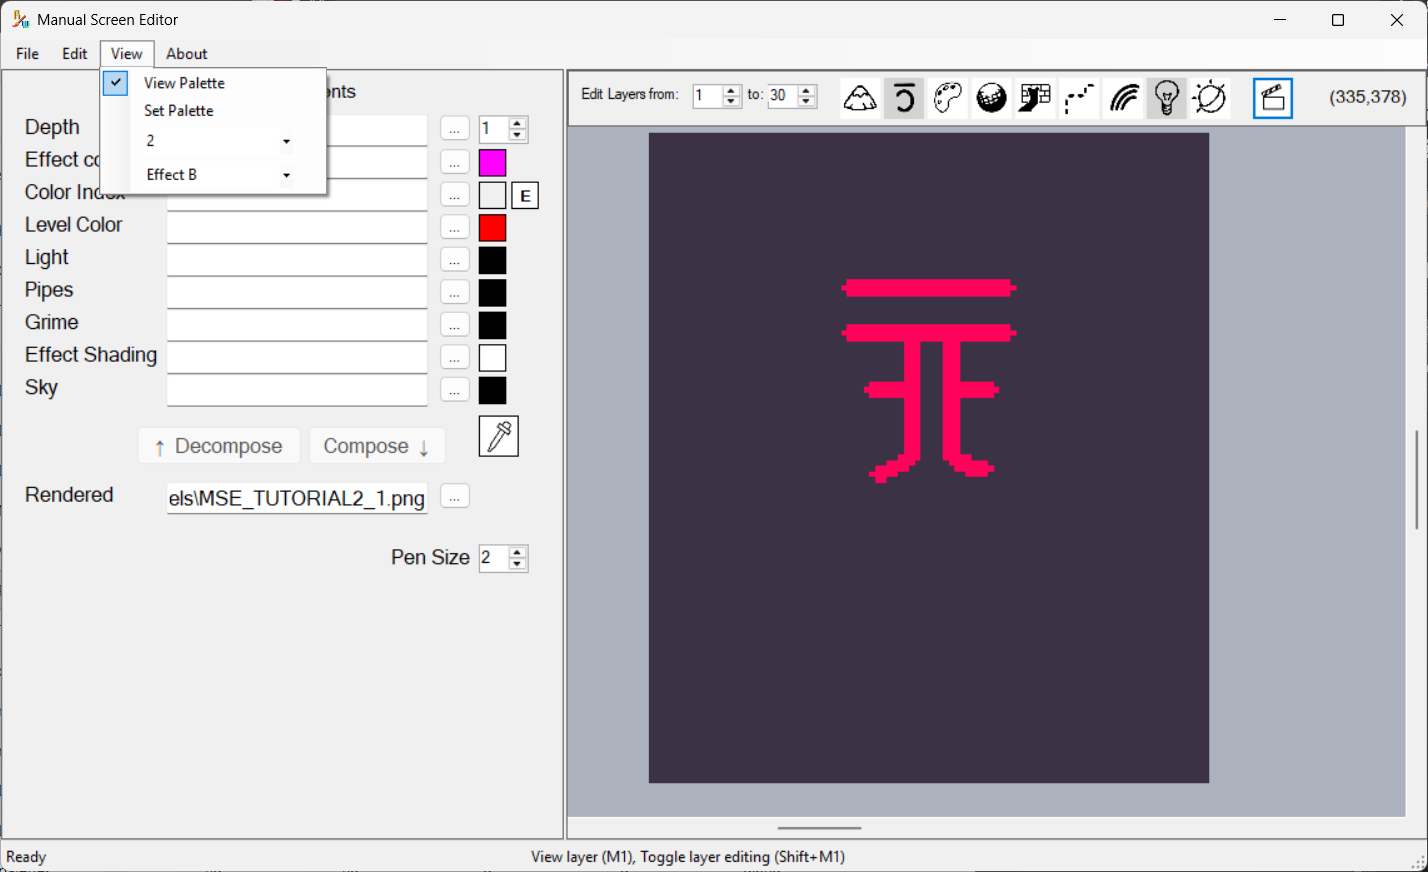 Manual Screen Editor
File Edit View About
View Palette
Set Palette
2
Effect B
nts
Edit Layers from: 1 to: 30
(335,378)
Depth ... 1
Effect co ...
Color Index ... E
Level Color ...
Light ...
Pipes ...
Grime ...
Effect Shading ...
Sky ...
↑ Decompose Compose ↓
Rendered els\MSE_TUTORIAL2_1.png ...
Pen Size 2
Ready View layer (M1), Toggle layer editing (Shift+M1)